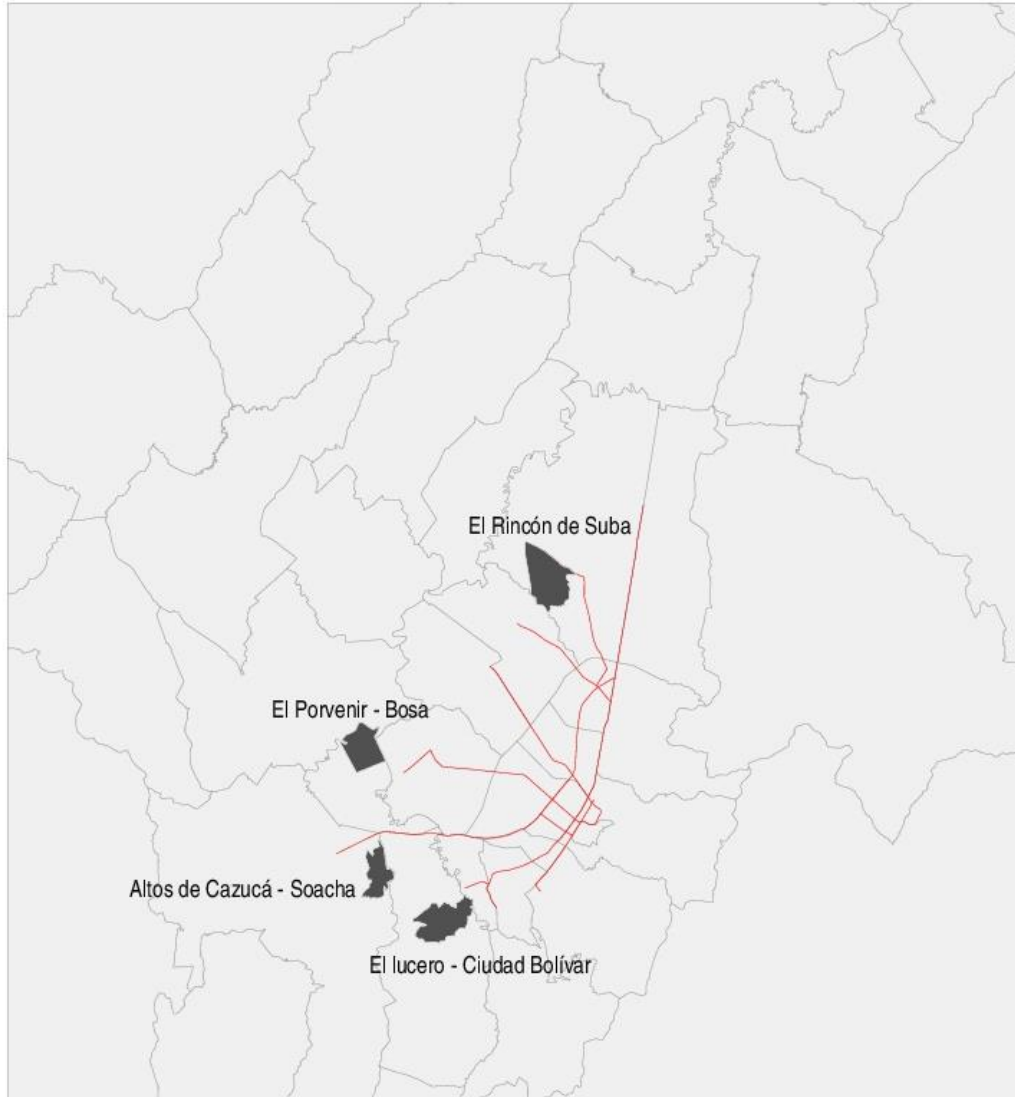 El Rincón de Suba
El Porvenir - Bosa
Altos de Cazucá - Soacha
El lucero - Ciudad Bolívar